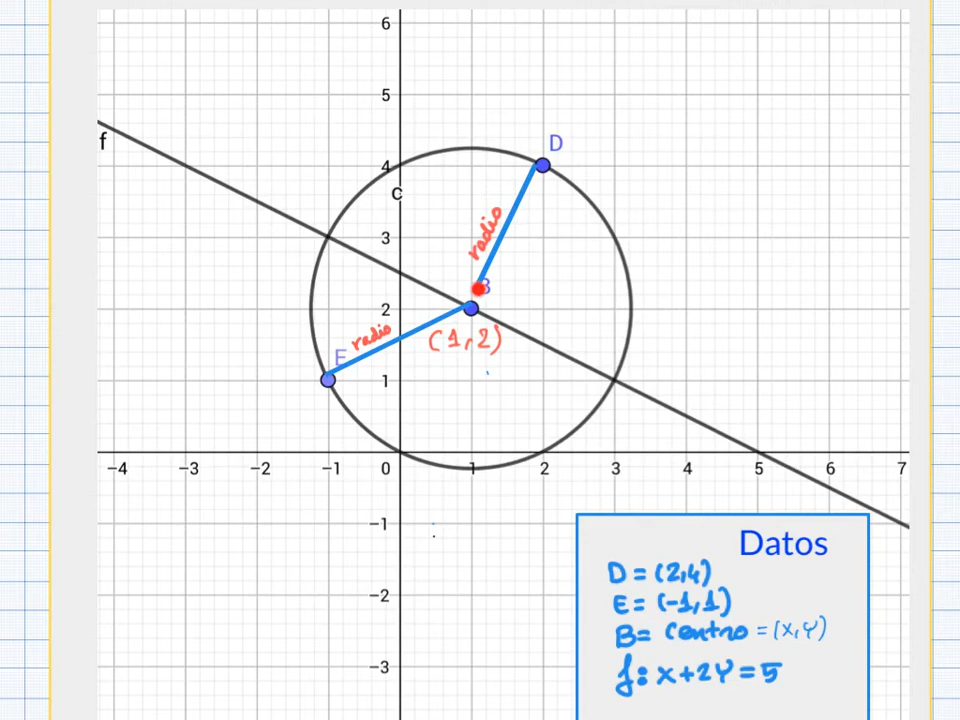 6
5
f
D
4
C
3
radio
B
2
radio
(1,2)
E
1
−4 −3 −2 −1 0 1 2 3 4 5 6 7
−1
Datos
D = (2,4)
−2
E = (-1,1)
B = Centro = (x,y)
−3
f: x+2y=5